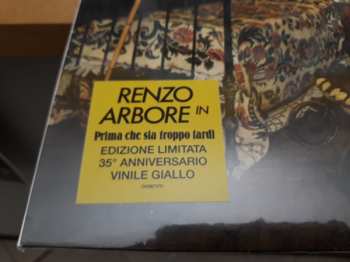 RENZO
ARBORE IN
Prima che sia troppo tardi
EDIZIONE LIMITATA
35° ANNIVERSARIO
VINILE GIALLO